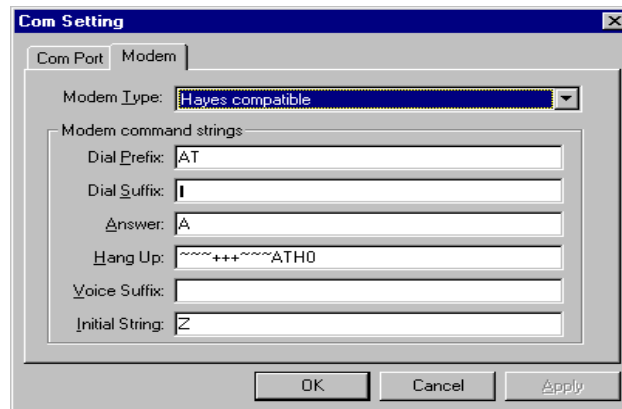 Com Setting
Com Port Modem
Modem Type: Hayes compatible
Modem command strings
Dial Prefix: AT
Dial Suffix:
Answer: A
Hang Up: ~~~+++~~~ATH0
Voice Suffix:
Initial String: Z
OK Cancel Apply